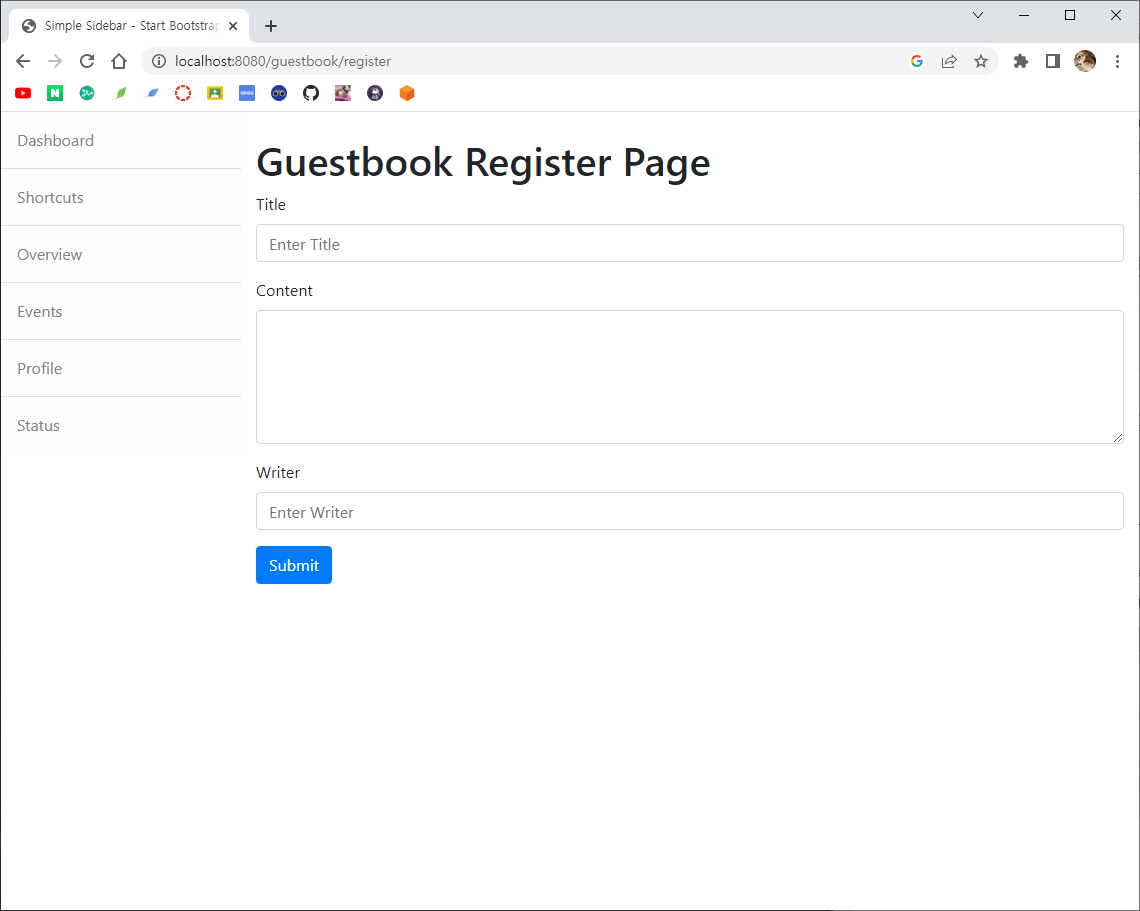 Simple Sidebar - Start Bootstrap
localhost:8080/guestbook/register
Dashboard
Shortcuts
Overview
Events
Profile
Status
Guestbook Register Page
Title
Enter Title
Content
Writer
Enter Writer
Submit